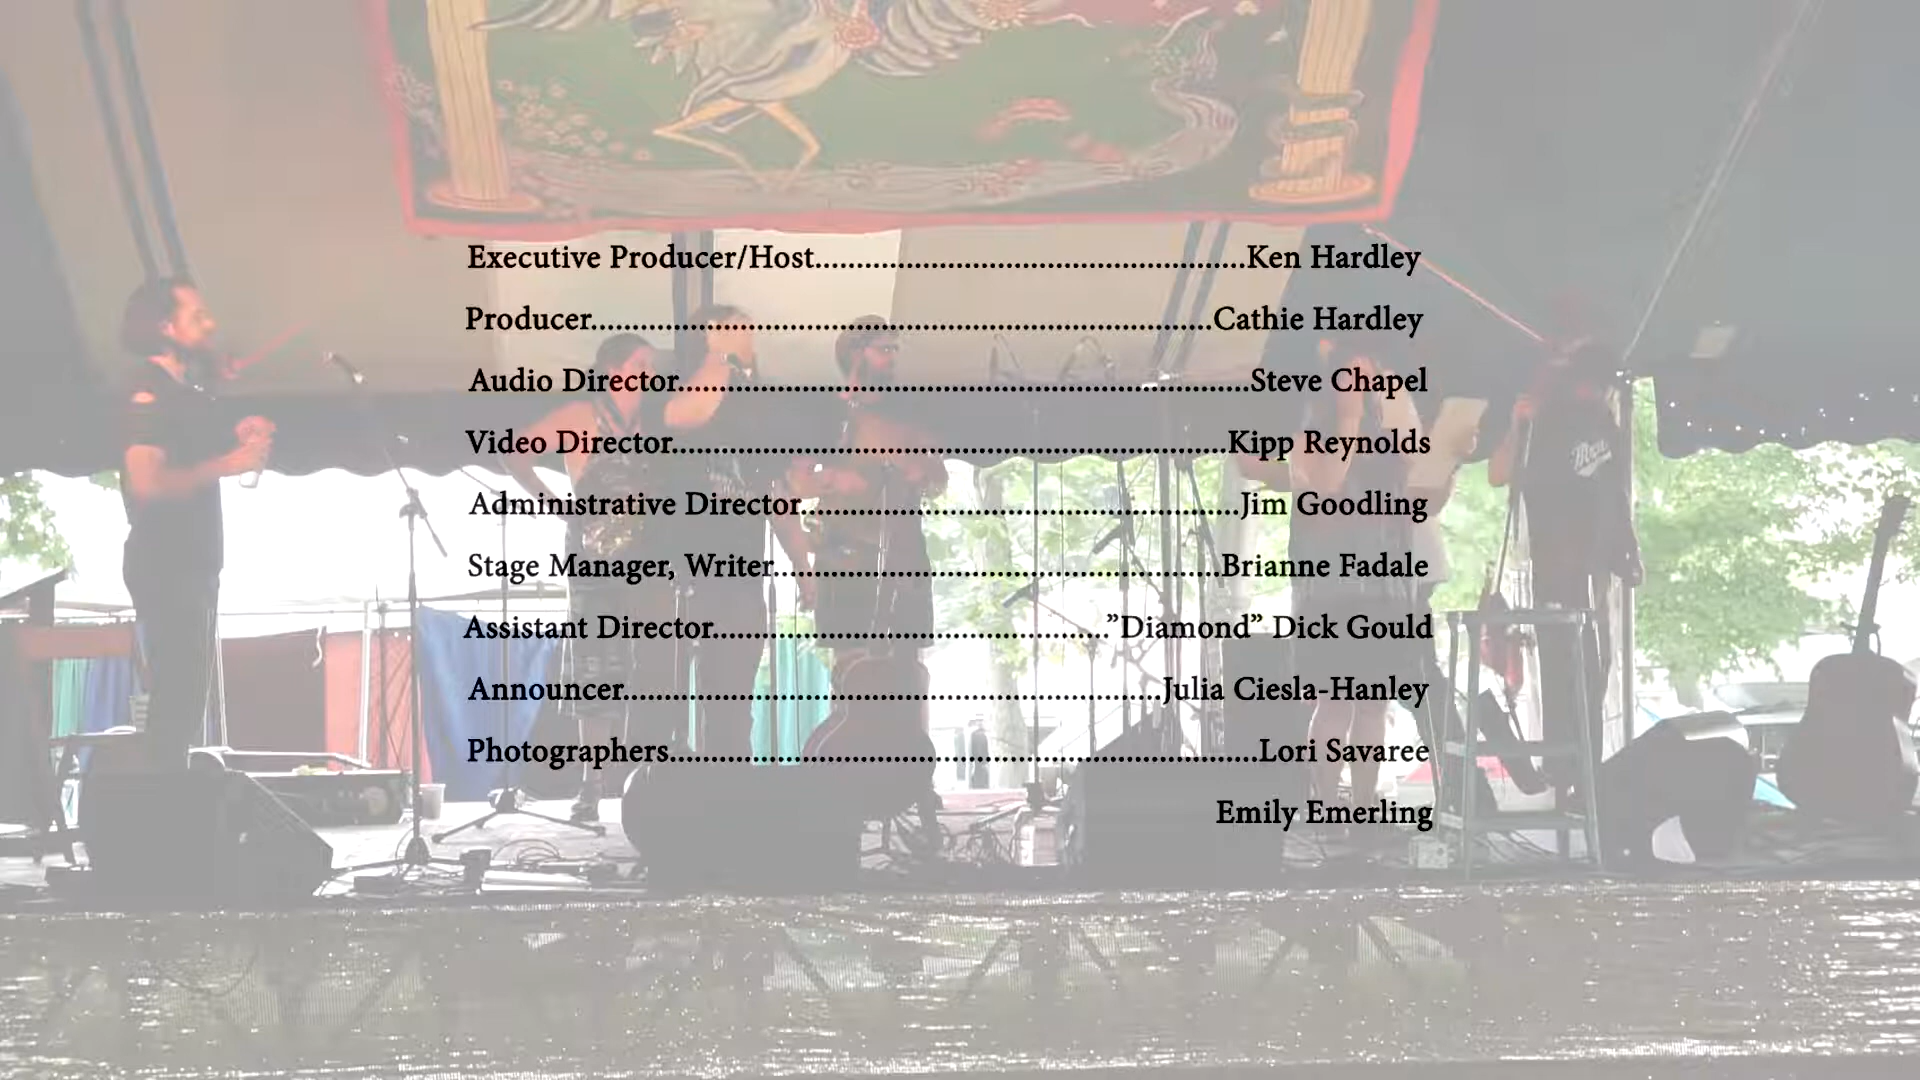 Executive Producer/Host....................................................Ken Hardley
Producer...........................................................................Cathie Hardley
Audio Director.....................................................................Steve Chapel
Video Director...................................................................Kipp Reynolds
Administrative Director.....................................................Jim Goodling
Stage Manager, Writer......................................................Brianne Fadale
Assistant Director................................................”Diamond” Dick Gould
Announcer.................................................................Julia Ciesla-Hanley
Photographers.......................................................................Lori Savaree
Emily Emerling